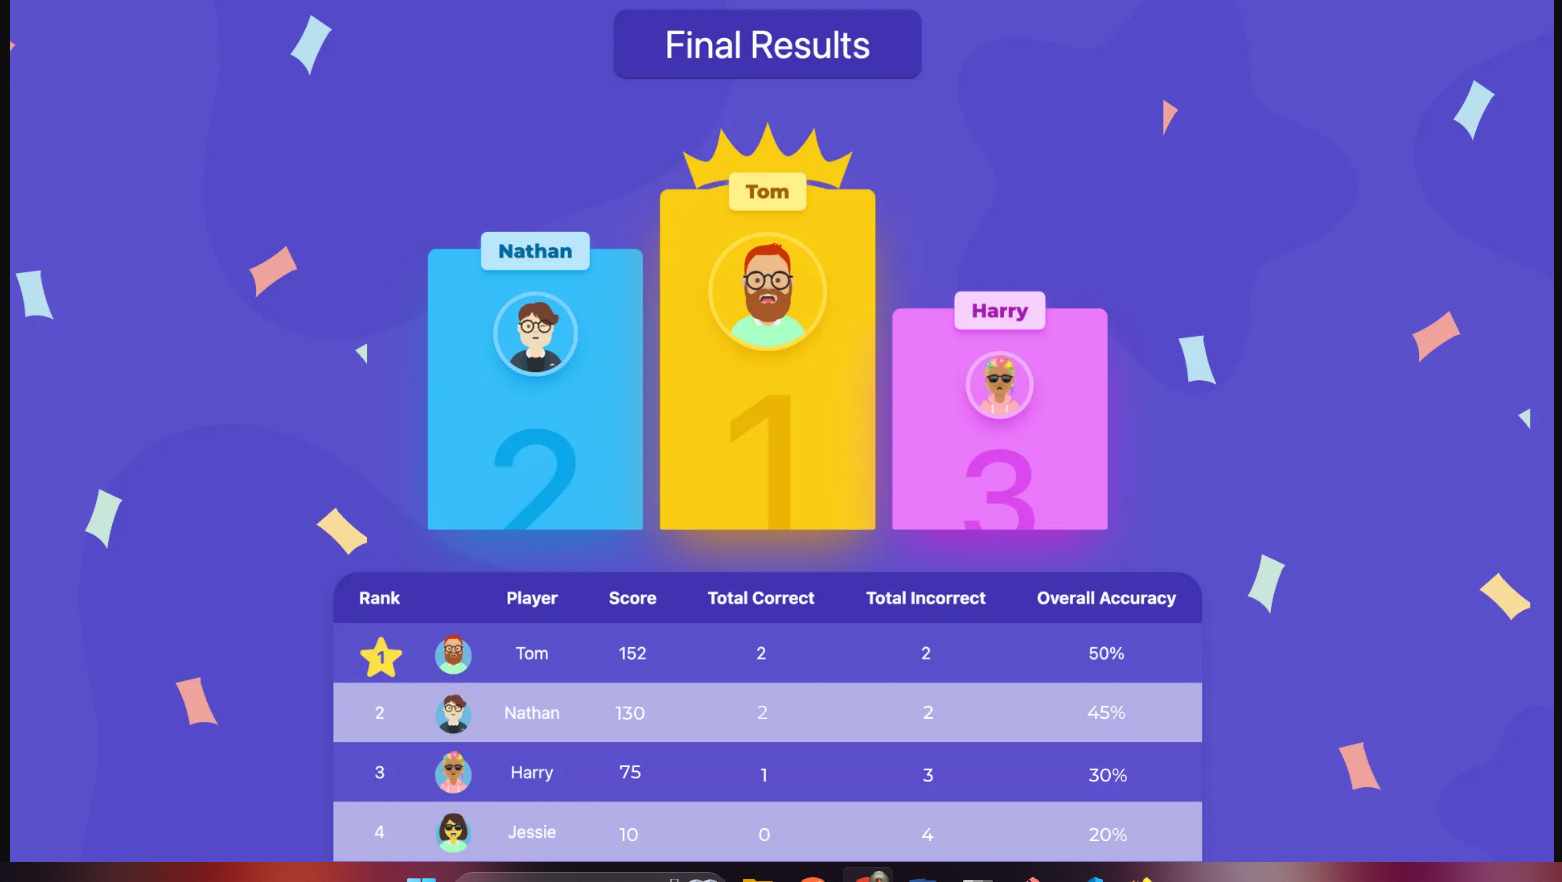 Final Results
Tom
Nathan
Harry
1
2
3
Rank Player Score Total Correct Total Incorrect Overall Accuracy
1 Tom 152 2 2 50%
2 Nathan 130 2 2 45%
3 Harry 75 1 3 30%
4 Jessie 10 0 4 20%